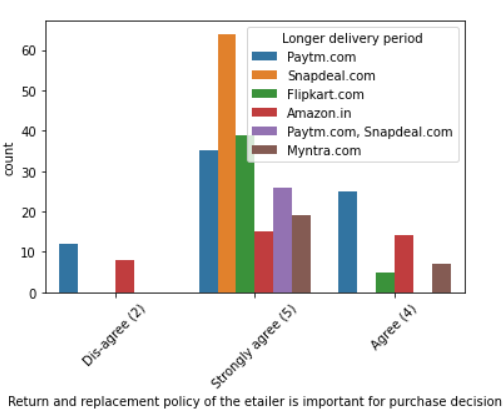 Longer delivery period
Paytm.com
Snapdeal.com
Flipkart.com
Amazon.in
Paytm.com, Snapdeal.com
Myntra.com
count
60
50
40
30
20
10
0
Dis-agree (2)
Strongly agree (5)
Agree (4)
Return and replacement policy of the etailer is important for purchase decision